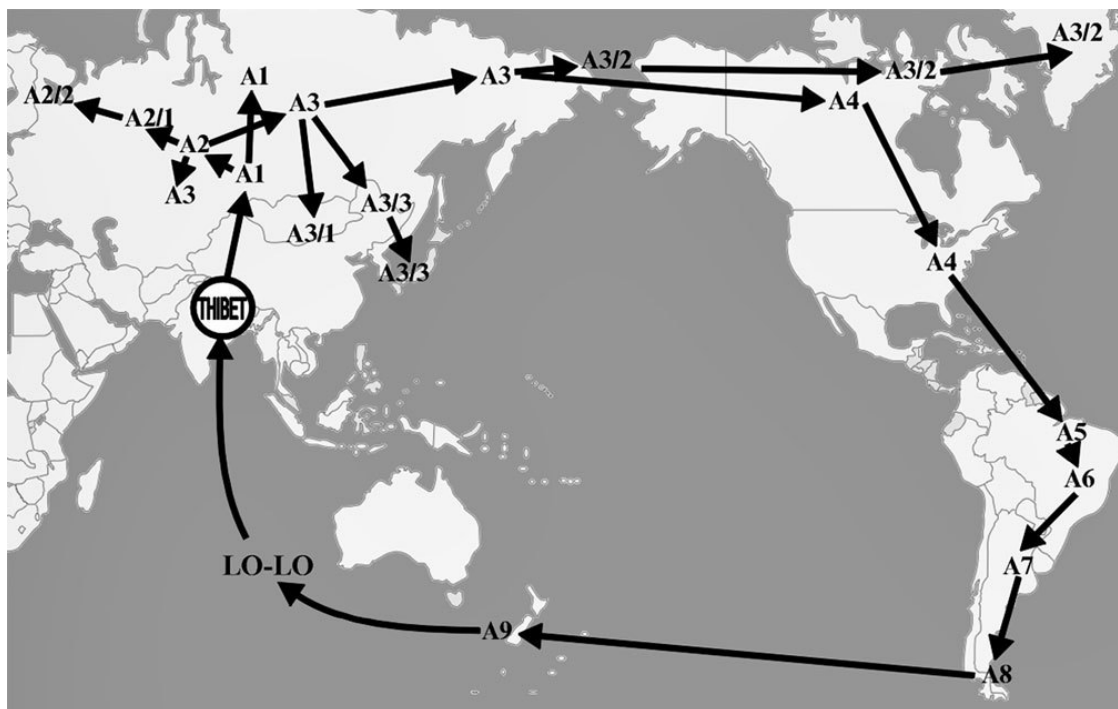 A3/2
A3/2
A3/2
A3
A1
A2/2
A3
A4
A2/1
A2
A1
A3
A3/3
A3/1
A4
A3/3
THIBET
A5
A6
LO-LO
A7
A9
A8